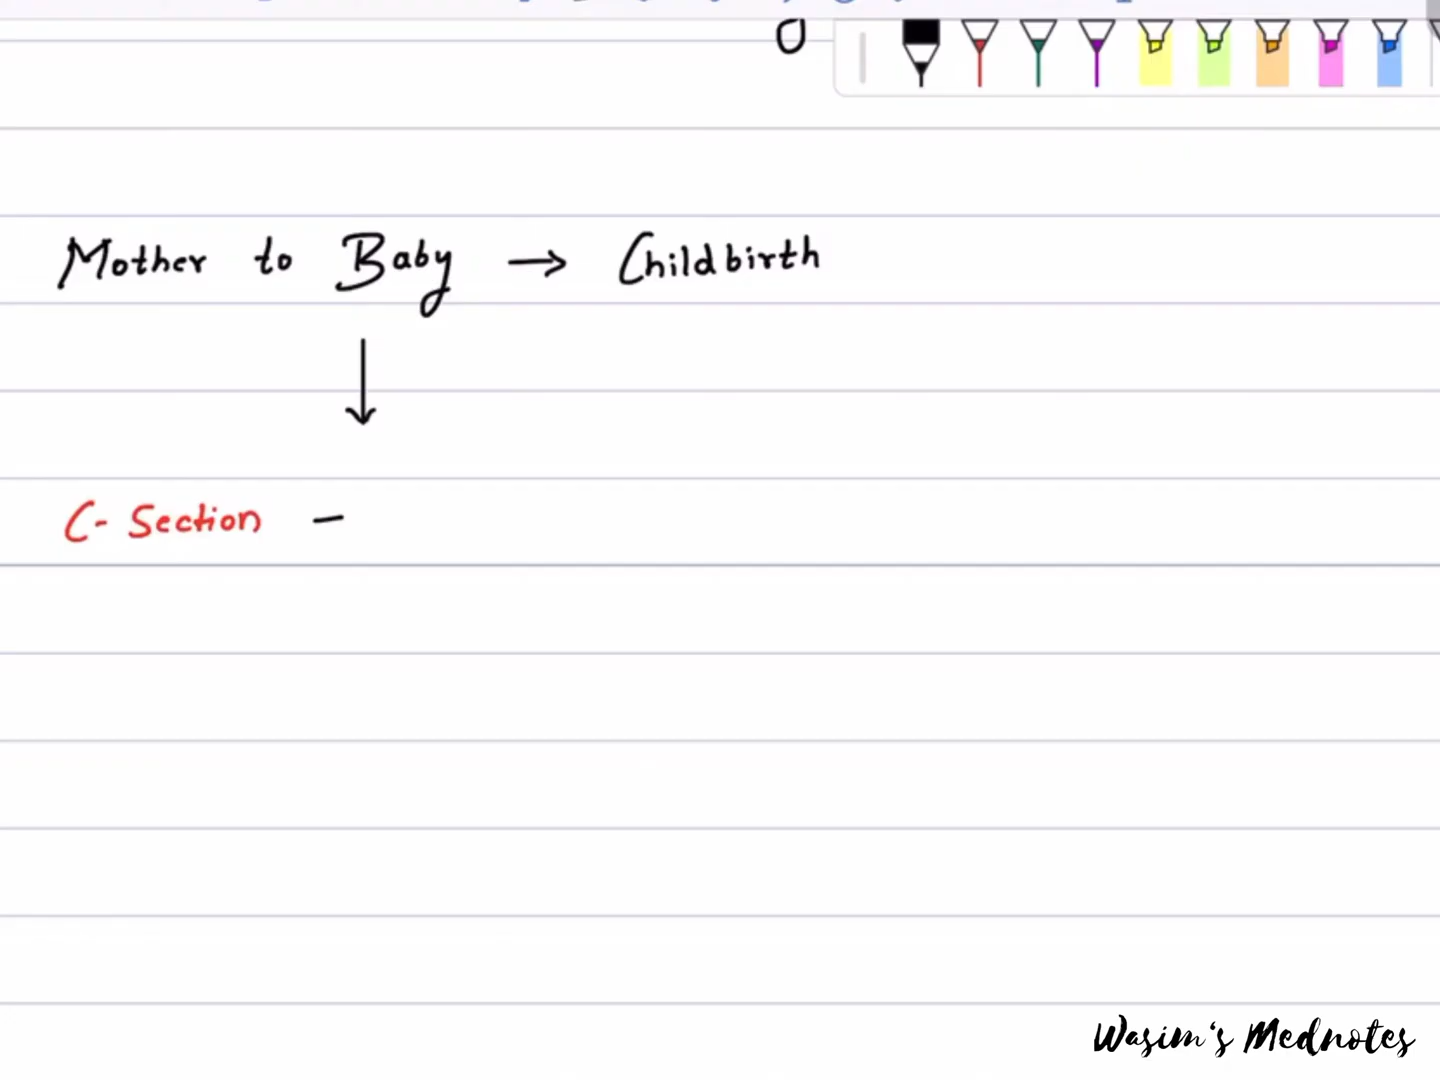 Mother to Baby → Childbirth
↓
C- Section –
Wasim's Mednotes